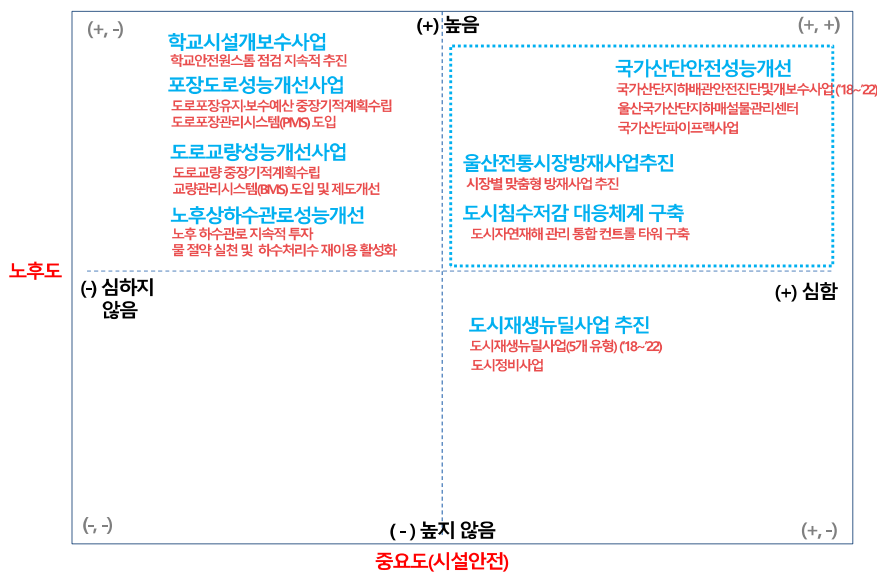 (+, -)
(+) 높음
(+, +)
학교시설개보수사업
학교안전원스톰 점검 지속적 추진
포장도로성능개선사업
도로포장유지·보수예산 중장기적계획수립
도로포장관리시스템(PMS) 도입
도로교량성능개선사업
도로교량 중장기적계획수립
교량관리시스템(BMS) 도입 및 제도개선
노후상하수관로성능개선
노후 하수관로 지속적 투자
물 절약 실천 및 하수처리수 재이용 활성화
국가산단안전성능개선
국가산단지하배관안전진단및개보수사업 ('18~'22)
울산국가산단지하매설물관리센터
국가산단파이프랙사업
울산전통시장방재사업추진
시장별 맞춤형 방재사업 추진
도시침수저감 대응체계 구축
도시자연재해 관리 통합 컨트롤 타워 구축
노후도
(-) 심하지
않음
(+) 심함
도시재생뉴딜사업 추진
도시재생뉴딜사업(5개 유형) ('18~'22)
도시정비사업
(-, -)
( - ) 높지 않음
(+, -)
중요도(시설안전)